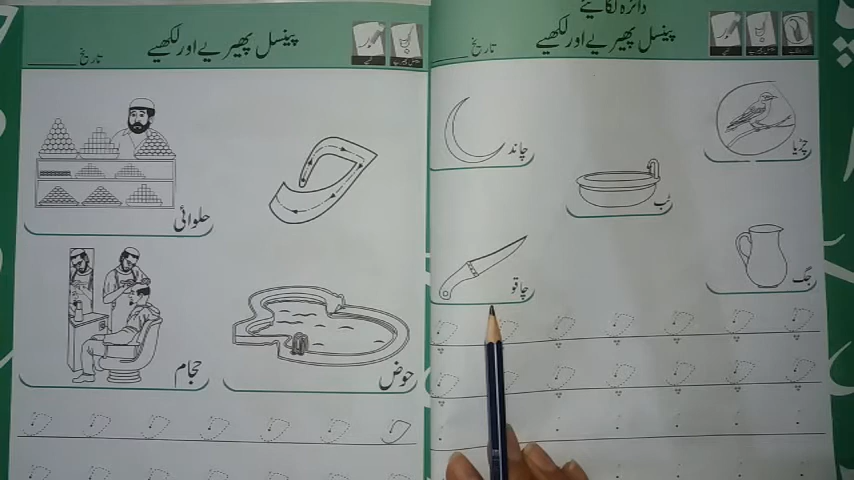 دائرہ لگائیے
پینسل پھیریے اور لکھیے
تاریخ
چڑیا
چاند
ٹب
جگ
چاقو
پینسل پھیریے اور لکھیے
تاریخ
حلوائی
حجام
حوض